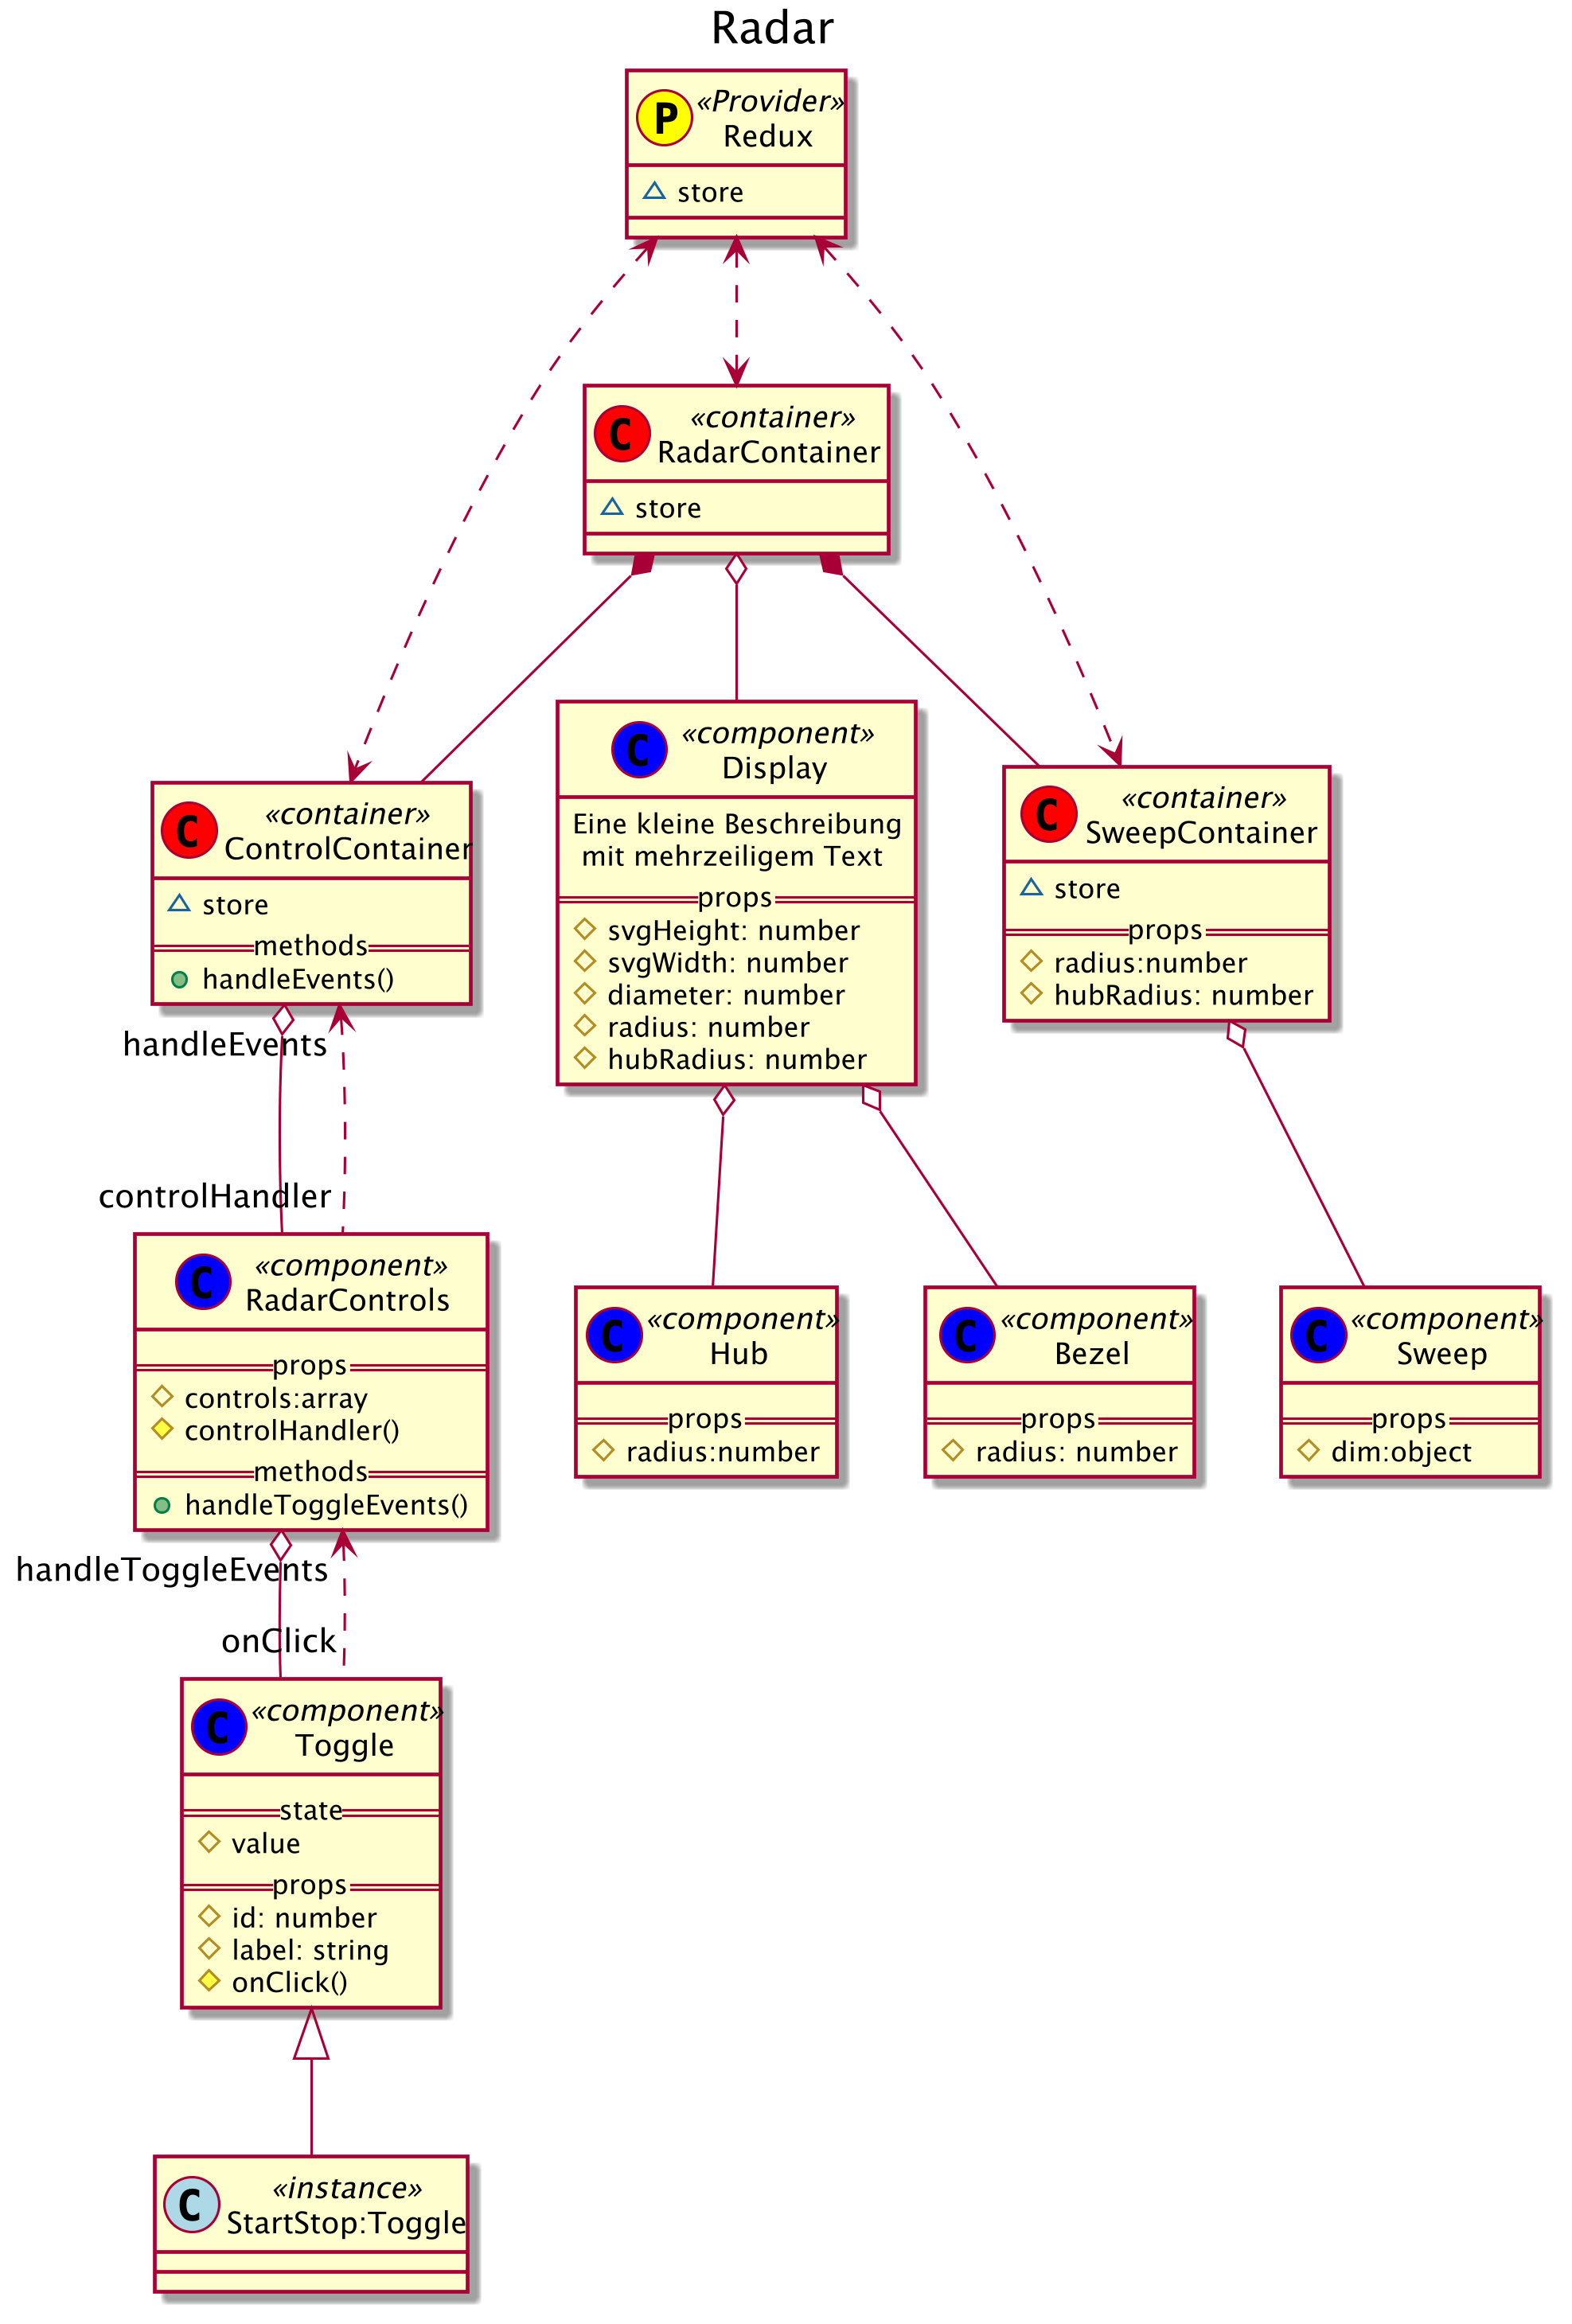 Radar
P
«Provider»
Redux
store
C
«container»
RadarContainer
store
C
«container»
ControlContainer
store
methods
handleEvents()
C
«component»
Display
Eine kleine Beschreibung
mit mehrzeiligem Text
props
svgHeight: number
svgWidth: number
diameter: number
radius: number
hubRadius: number
C
«container»
SweepContainer
store
props
radius:number
hubRadius: number
handleEvents
controlHandler
C
«component»
RadarControls
props
controls:array
controlHandler()
methods
handleToggleEvents()
C
«component»
Hub
props
radius:number
C
«component»
Bezel
props
radius: number
C
«component»
Sweep
props
dim:object
handleToggleEvents
onClick
C
«component»
Toggle
state
value
props
id: number
label: string
onClick()
C
«instance»
StartStop:Toggle